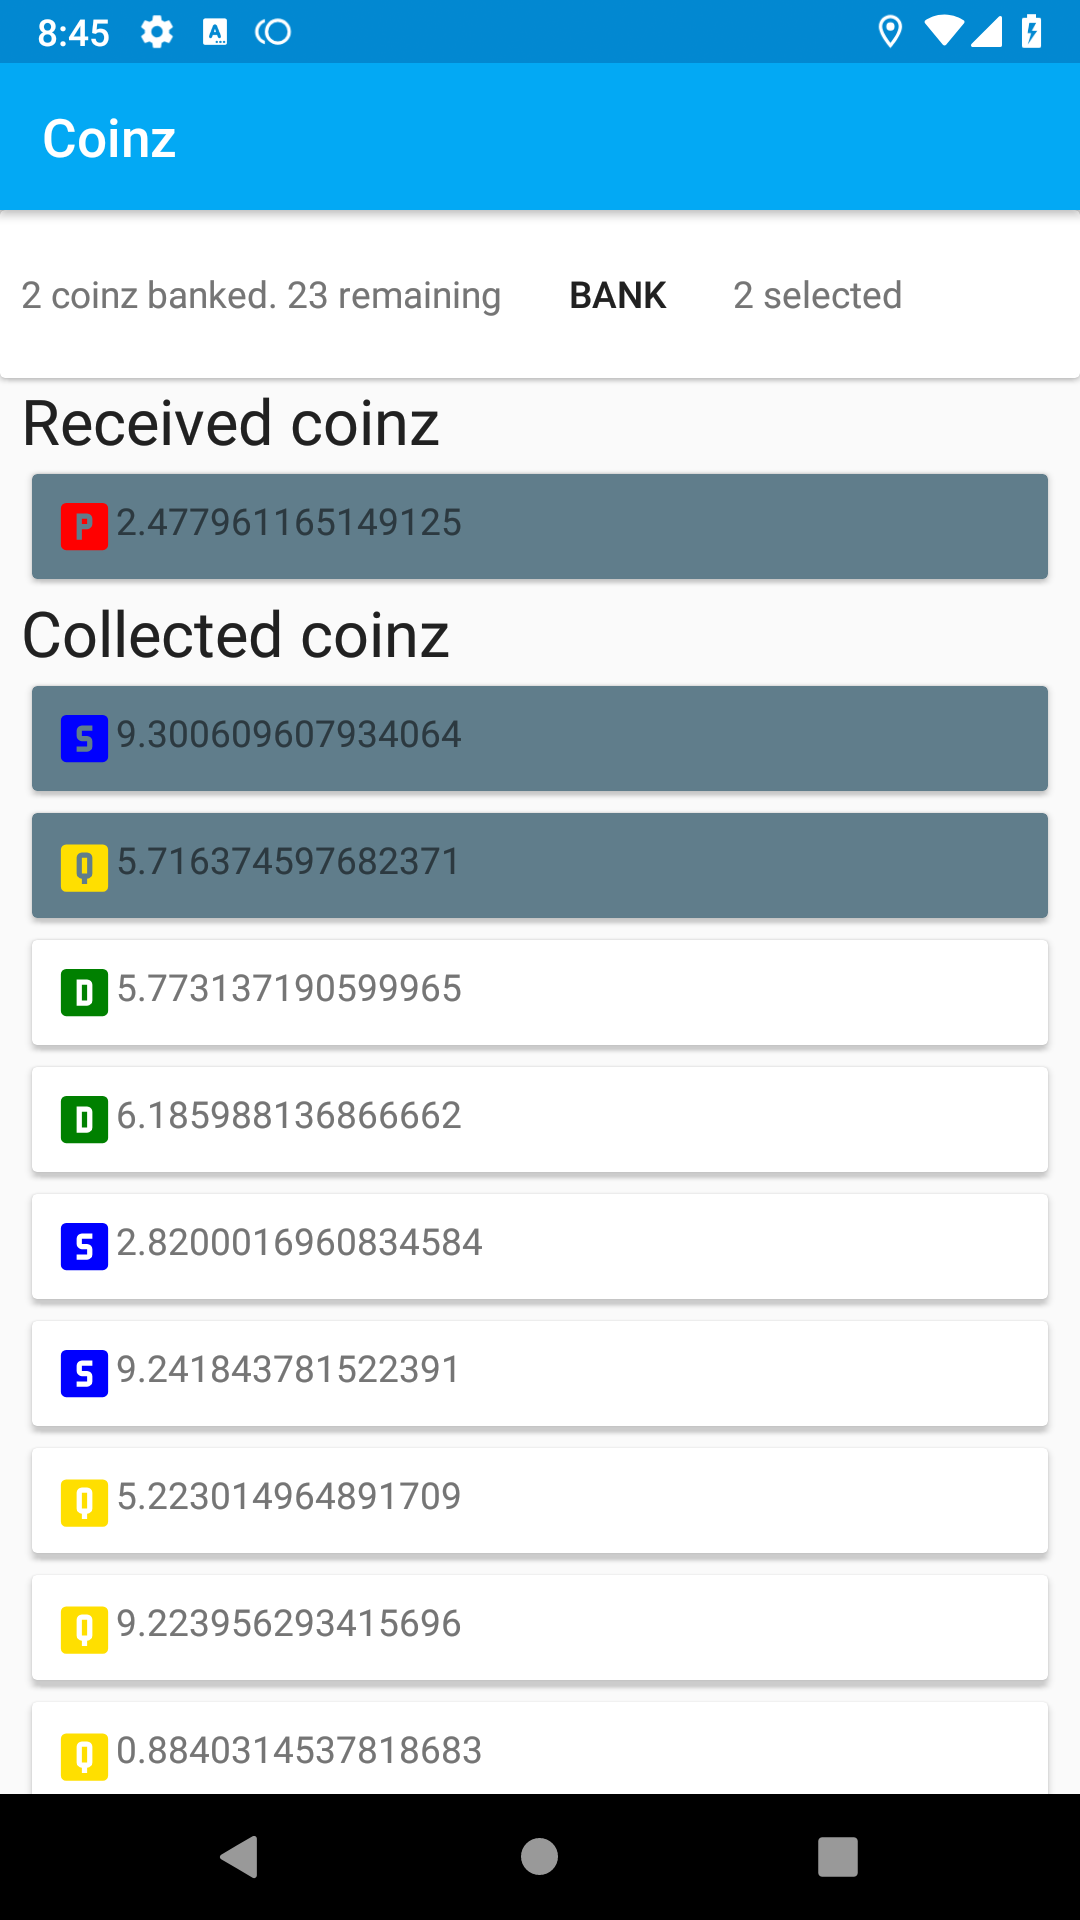 8:45
Coinz
2 coinz banked. 23 remaining BANK 2 selected
Received coinz
P 2.477961165149125
Collected coinz
S 9.300609607934064
Q 5.716374597682371
D 5.773137190599965
D 6.185988136866662
S 2.8200016960834584
S 9.241843781522391
Q 5.223014964891709
Q 9.223956293415696
Q 0.8840314537818683